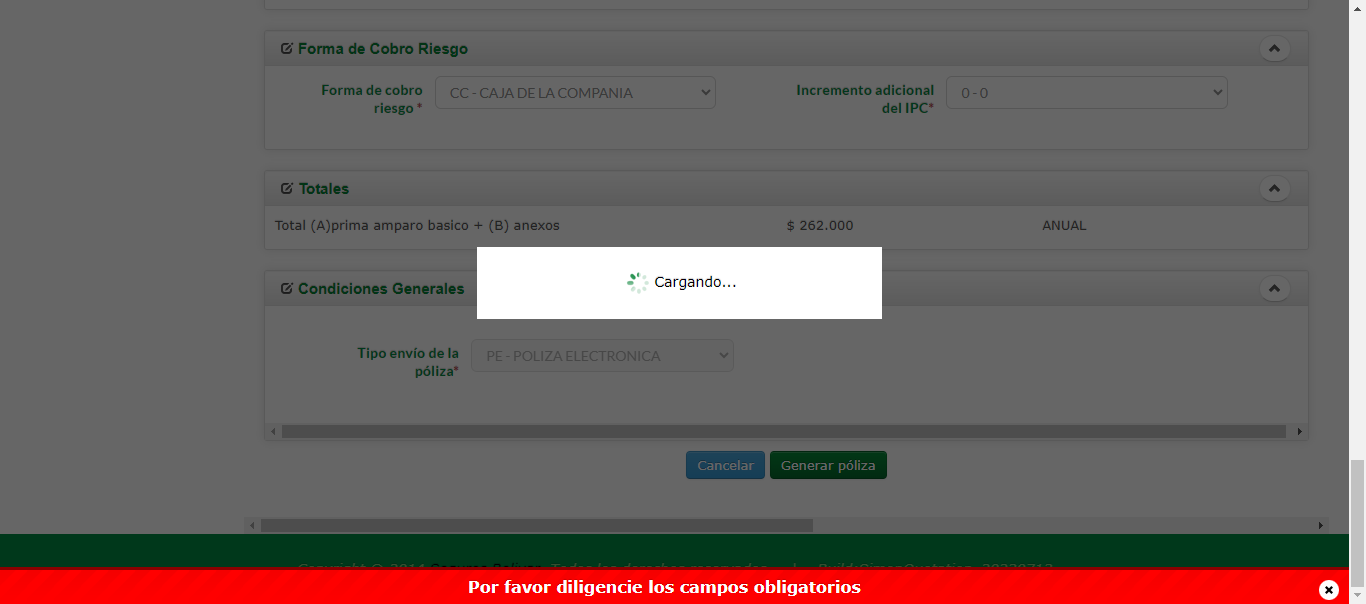 Forma de Cobro Riesgo
Forma de cobro riesgo *
CC - CAJA DE LA COMPANIA
Incremento adicional del IPC*
0 - 0
Totales
Total (A)prima amparo basico + (B) anexos $ 262.000 ANUAL
Cargando...
Condiciones Generales
Tipo envío de la póliza*
PE - POLIZA ELECTRONICA
Cancelar
Generar póliza
Por favor diligencie los campos obligatorios